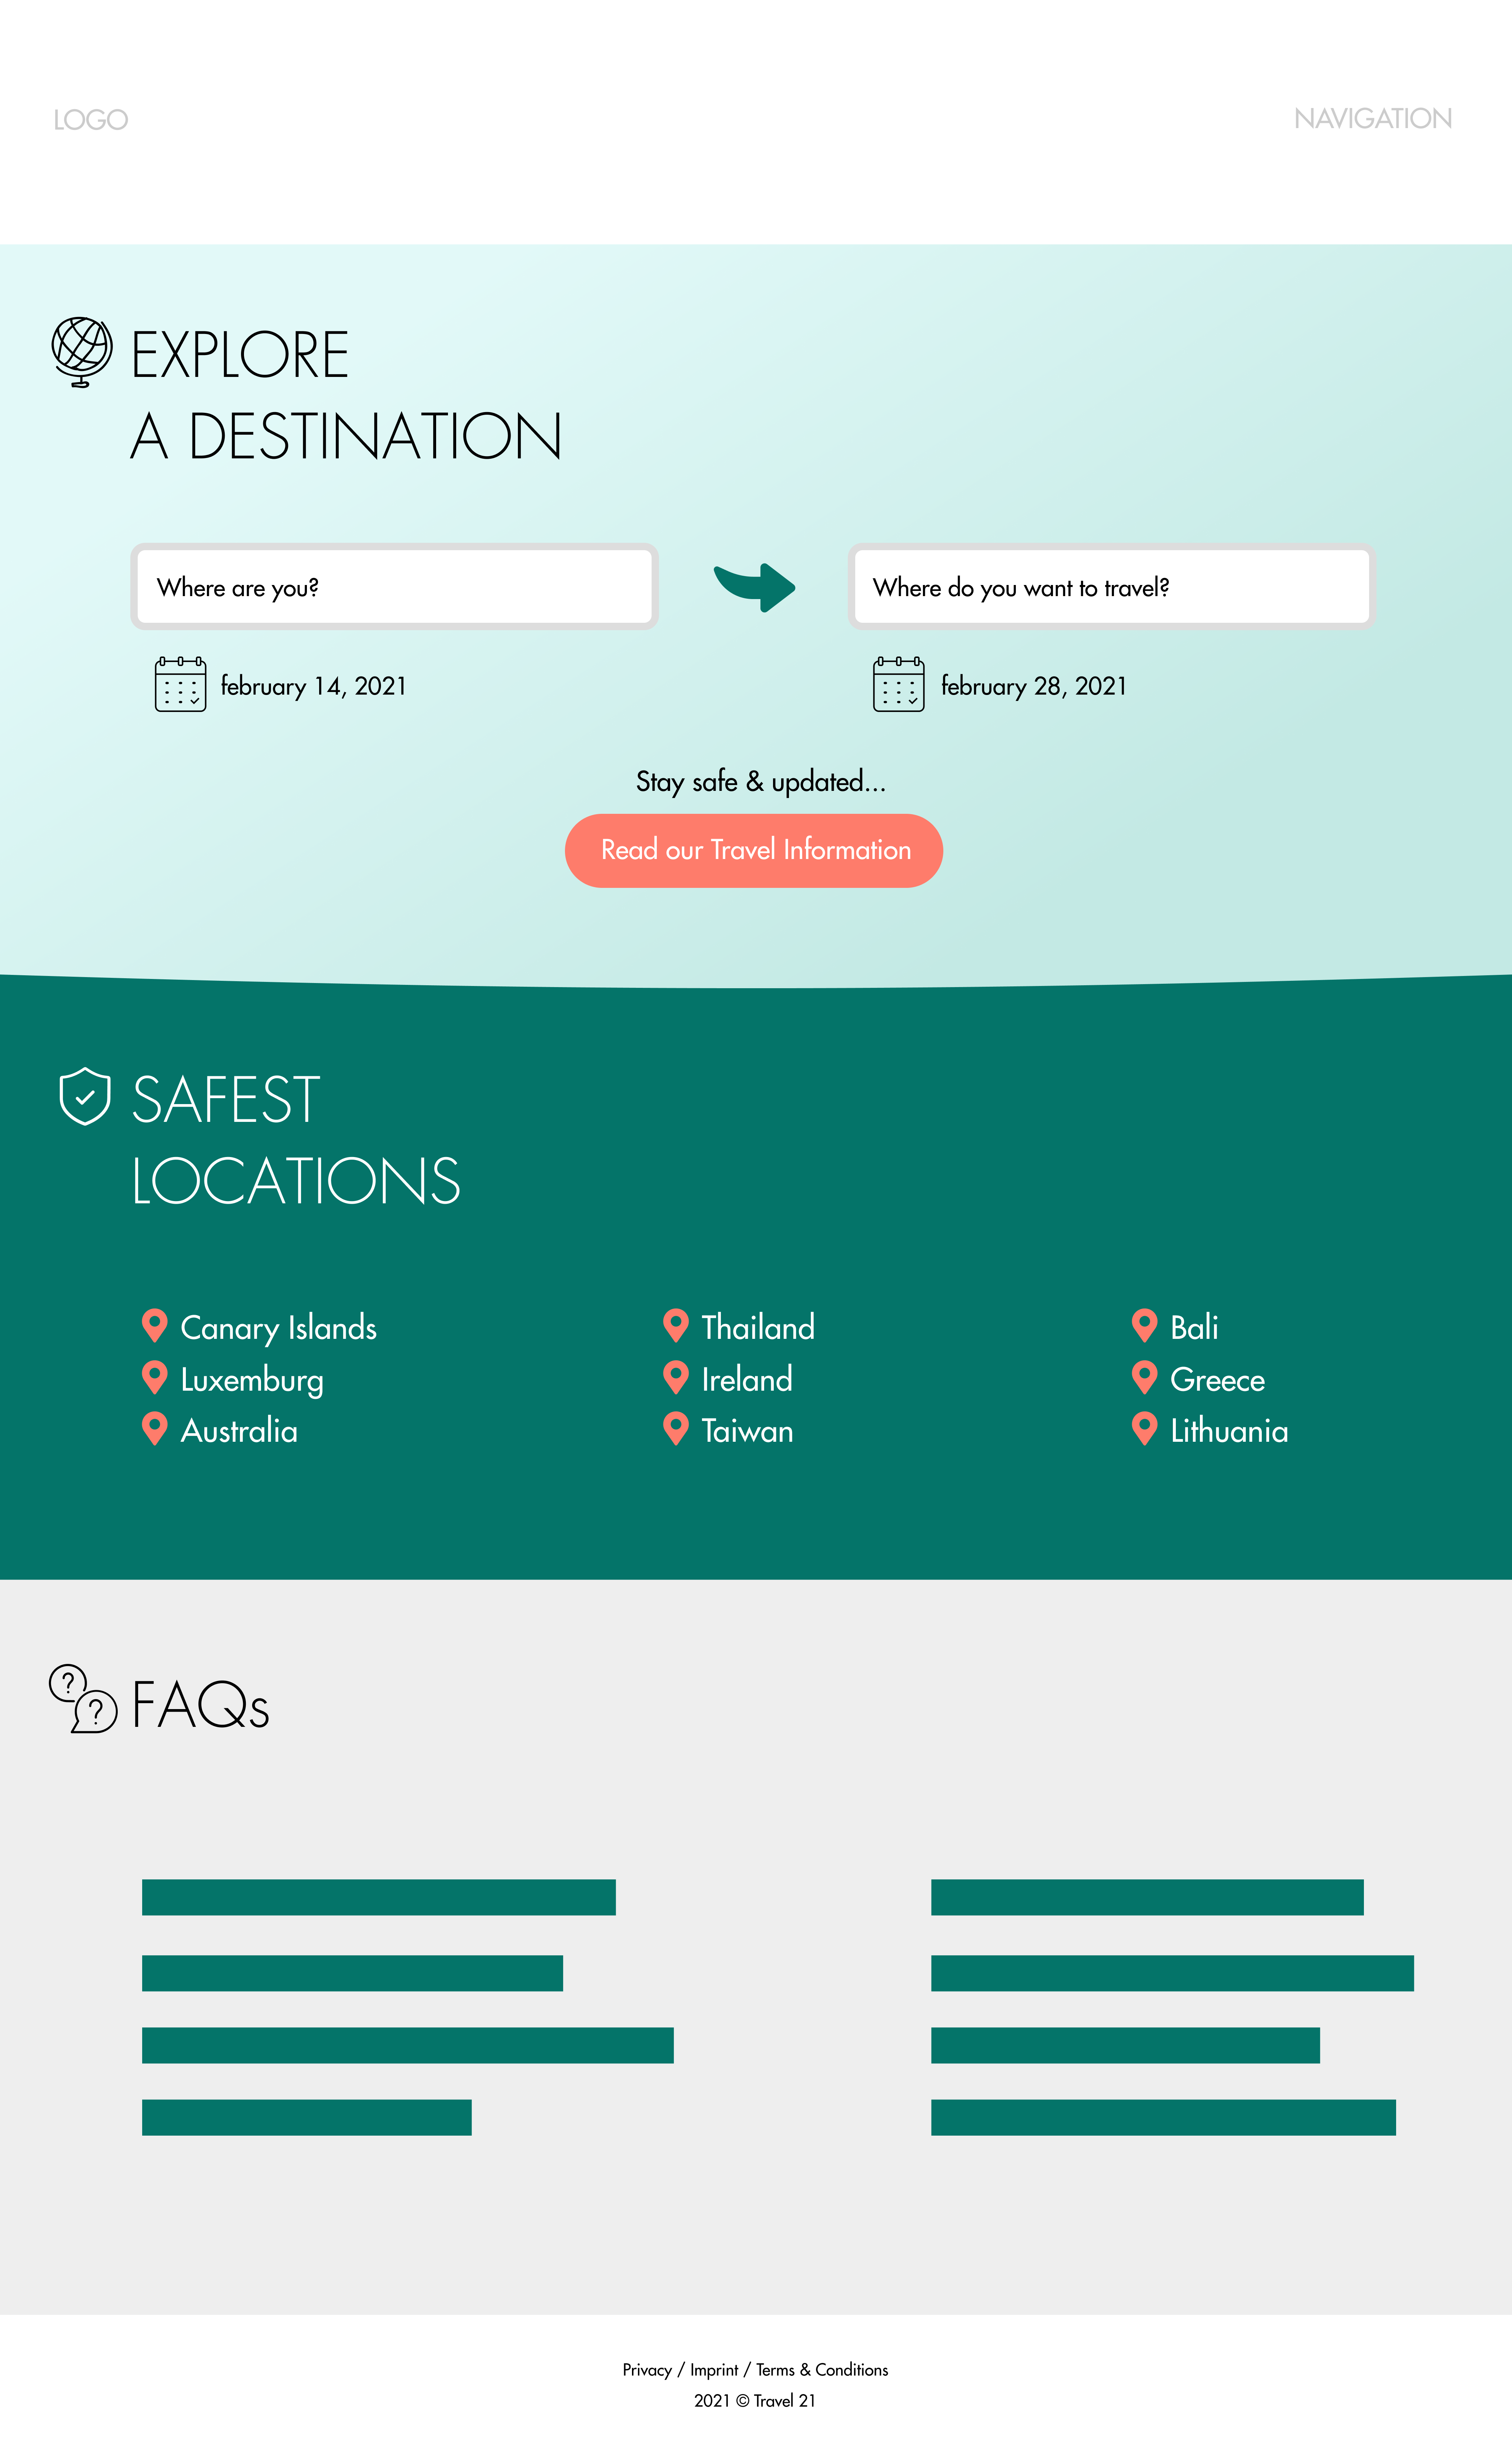 LOGO
NAVIGATION
EXPLORE
A DESTINATION
Where are you?
Where do you want to travel?
february 14, 2021
february 28, 2021
Stay safe & updated...
Read our Travel Information
SAFEST
LOCATIONS
Canary Islands
Thailand
Bali
Luxemburg
Ireland
Greece
Australia
Taiwan
Lithuania
? ?
FAQs
Privacy / Imprint / Terms & Conditions
2021 © Travel 21